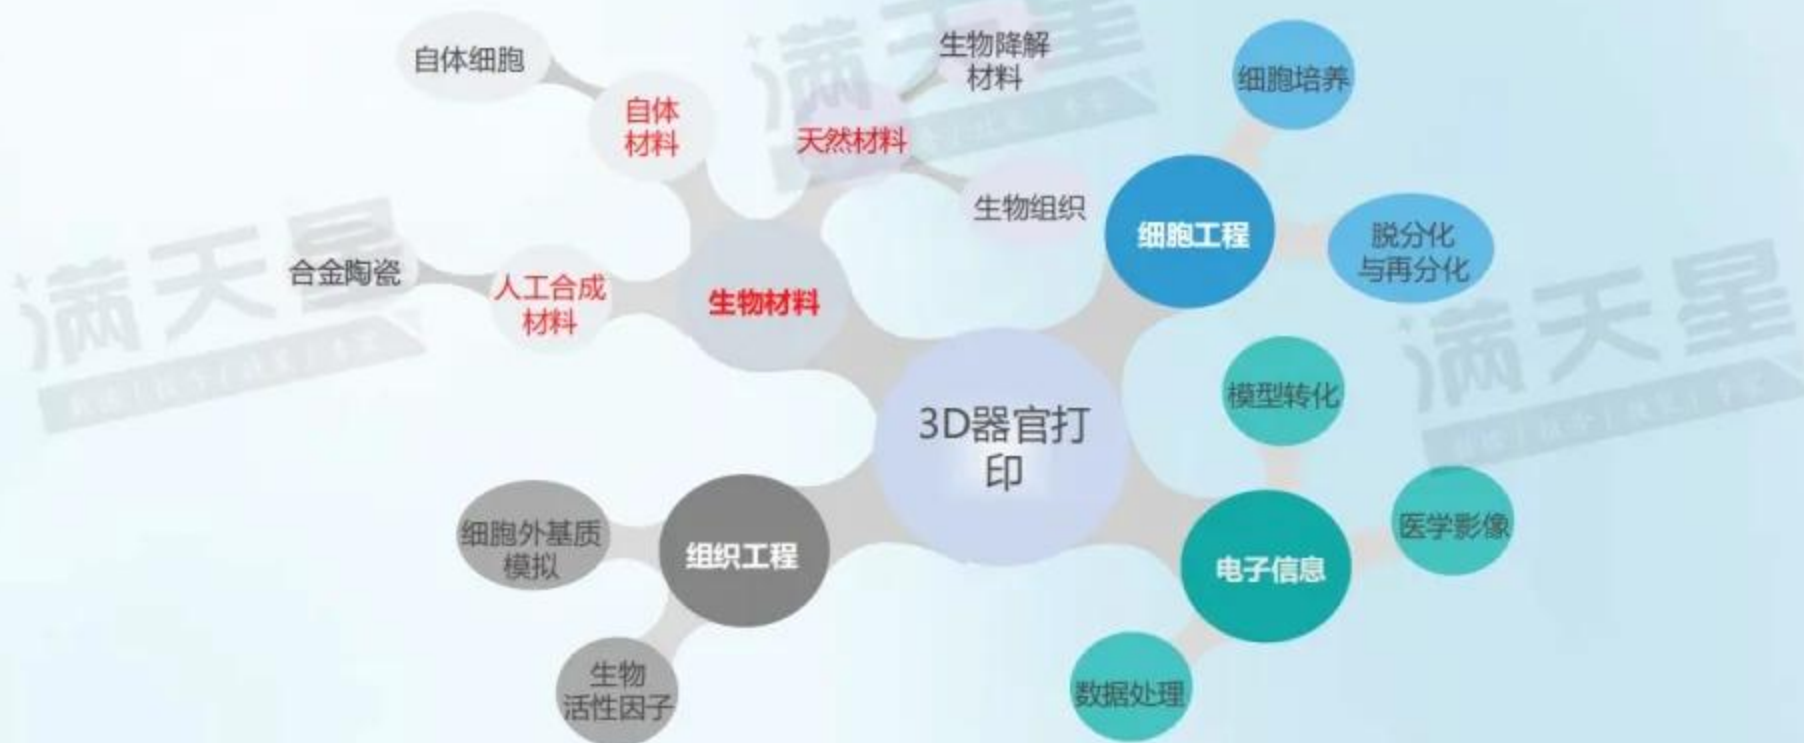 自体细胞
自体
材料
天然材料
生物降解
材料
生物组织
合金陶瓷
人工合成
材料
生物材料
细胞培养
细胞工程
脱分化
与再分化
3D器官打
印
模型转化
医学影像
电子信息
数据处理
细胞外基质
模拟
组织工程
生物
活性因子
满天星
满天星
满天星